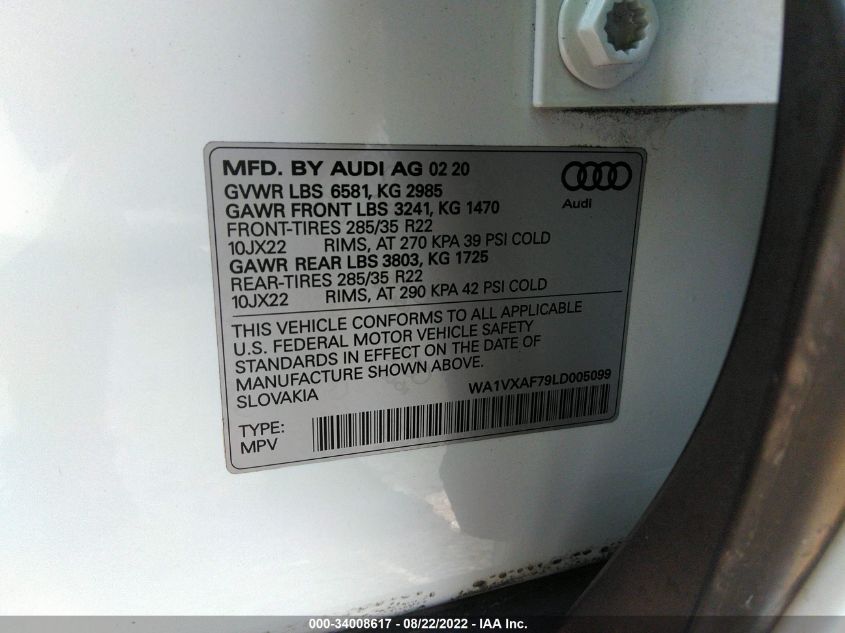 MFD. BY AUDI AG 02 20
GVWR LBS 6581, KG 2985
GAWR FRONT LBS 3241, KG 1470
FRONT-TIRES 285/35 R22
10JX22 RIMS, AT 270 KPA 39 PSI COLD
GAWR REAR LBS 3803, KG 1725
REAR-TIRES 285/35 R22
10JX22 RIMS, AT 290 KPA 42 PSI COLD
Audi
THIS VEHICLE CONFORMS TO ALL APPLICABLE
U.S. FEDERAL MOTOR VEHICLE SAFETY
STANDARDS IN EFFECT ON THE DATE OF
MANUFACTURE SHOWN ABOVE.
SLOVAKIA WA1VXAF79LD005099
TYPE:
MPV
000-34008617 - 08/22/2022 - IAA Inc.